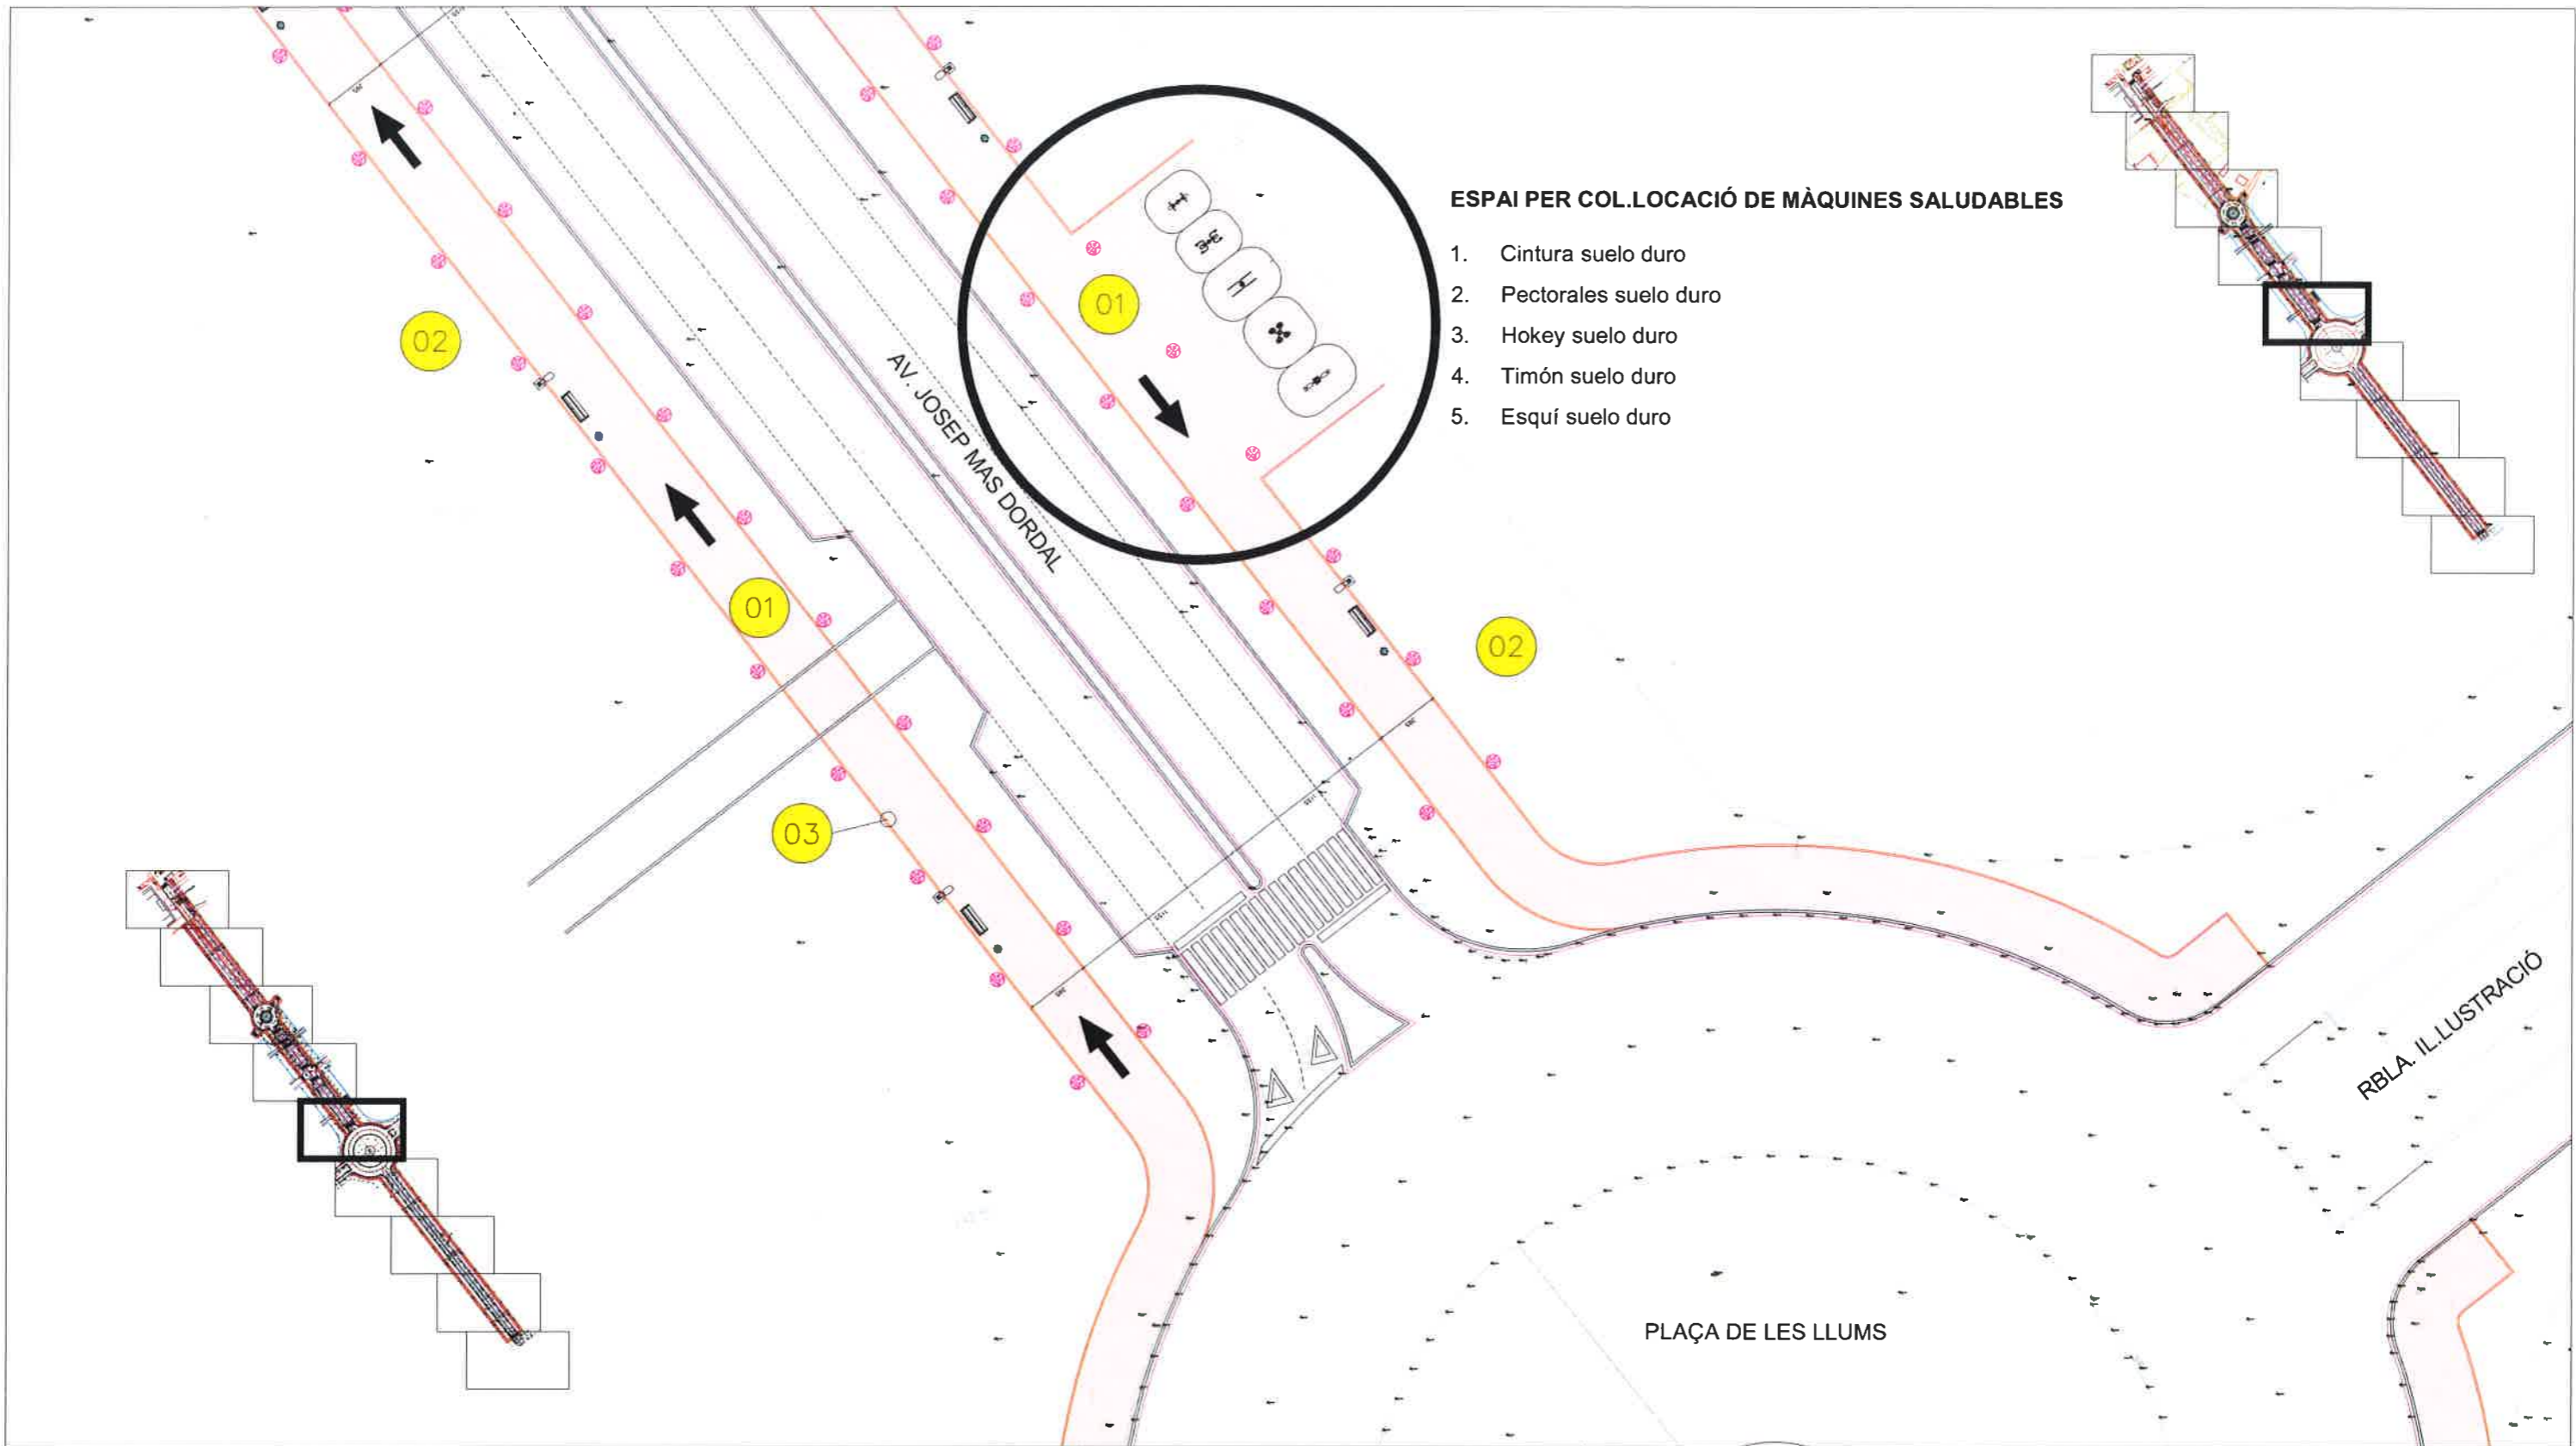 ESPAI PER COL.LOCACIÓ DE MÀQUINES SALUDABLES
1. Cintura suelo duro
2. Pectorales suelo duro
3. Hokey suelo duro
4. Timón suelo duro
5. Esquí suelo duro
01
02
AV. JOSEP MAS DORDAL
01
02
03
RBLA. IL.LUSTRACIÓ
PLAÇA DE LES LLUMS